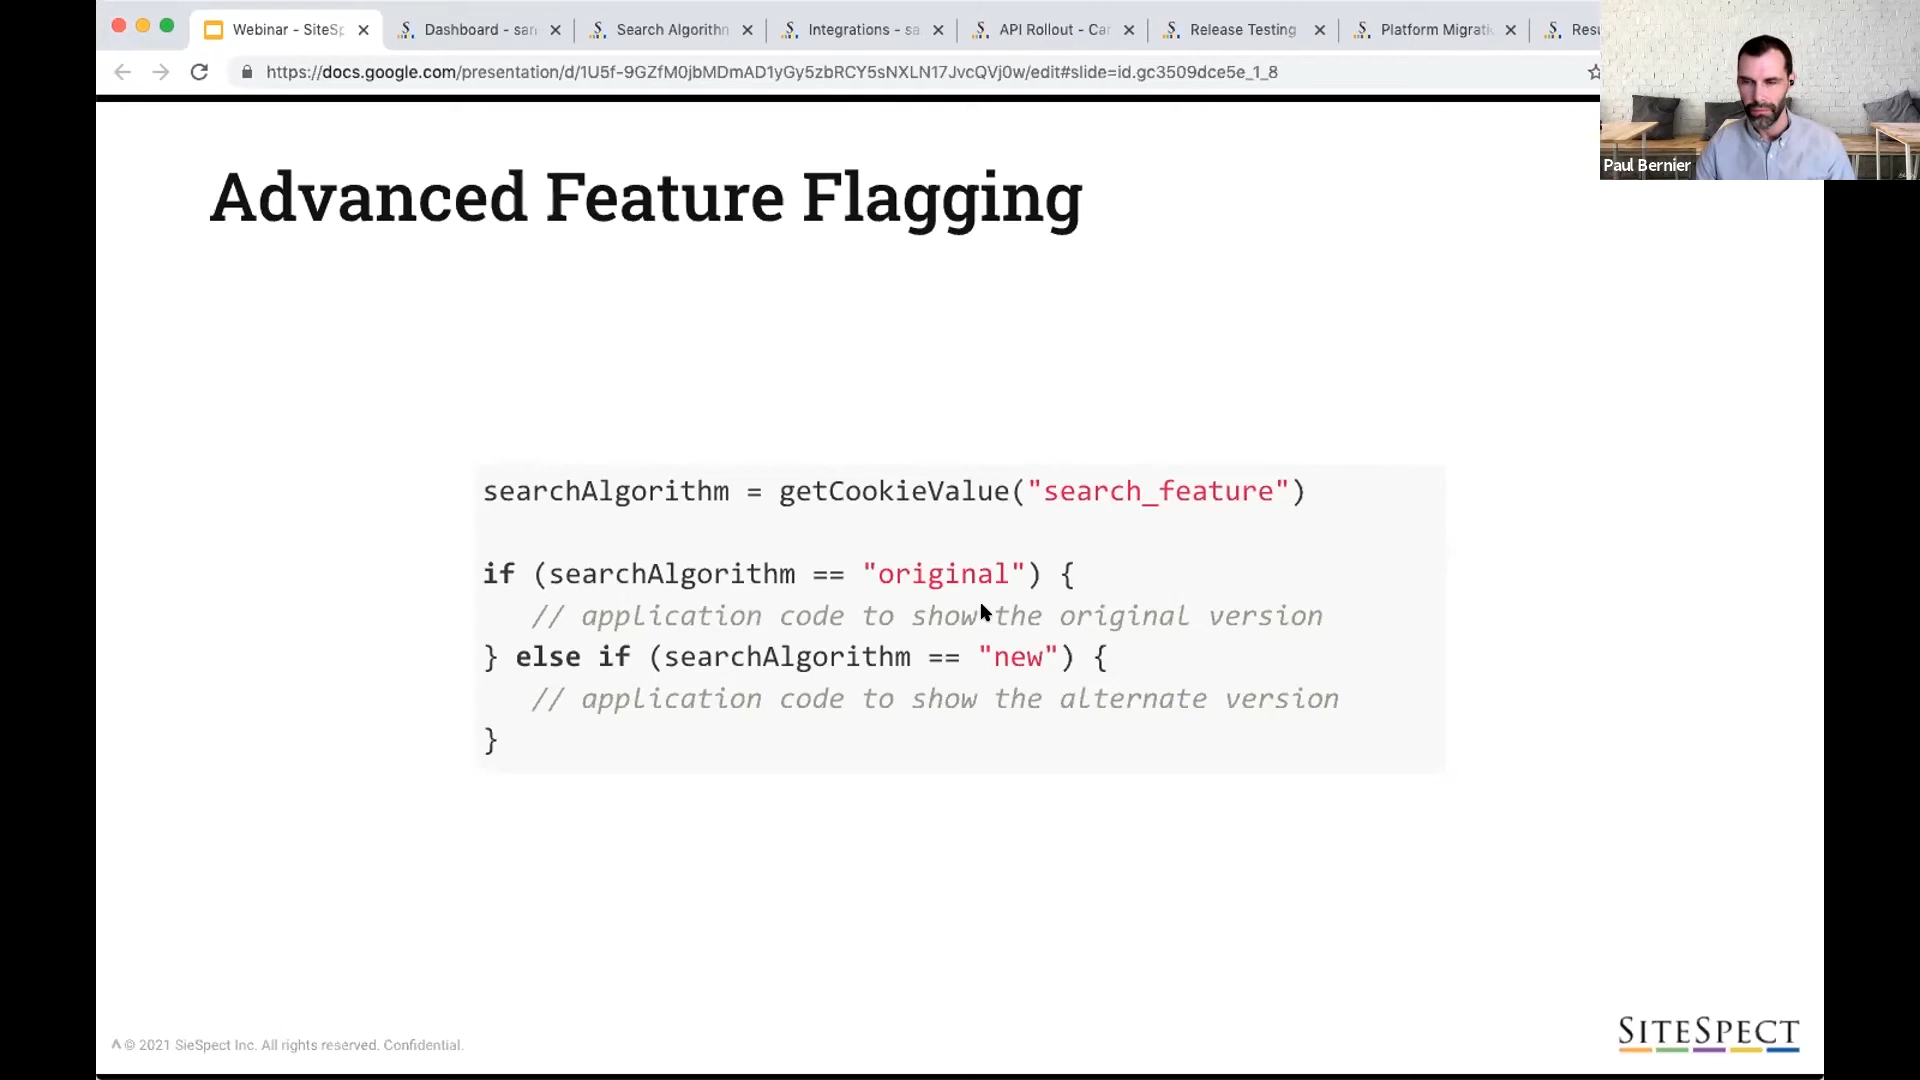 Webinar - SiteSp
Dashboard - san
Search Algorithn
Integrations - sa
API Rollout - Car
Release Testing
Platform Migrati
Res
https://docs.google.com/presentation/d/1U5f-9GZfM0jbMDmAD1yGy5zbRCY5sNXLN17JvcQVj0w/edit#slide=id.gc3509dce5e_1_8
Paul Bernier
Advanced Feature Flagging
searchAlgorithm = getCookieValue("search_feature")
if (searchAlgorithm == "original") {
// application code to show the original version
} else if (searchAlgorithm == "new") {
// application code to show the alternate version
}
© 2021 SieSpect Inc. All rights reserved. Confidential.
SITESPECT